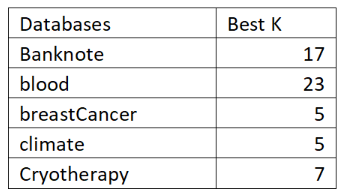 Databases Best K
Banknote 17
blood 23
breastCancer 5
climate 5
Cryotherapy 7